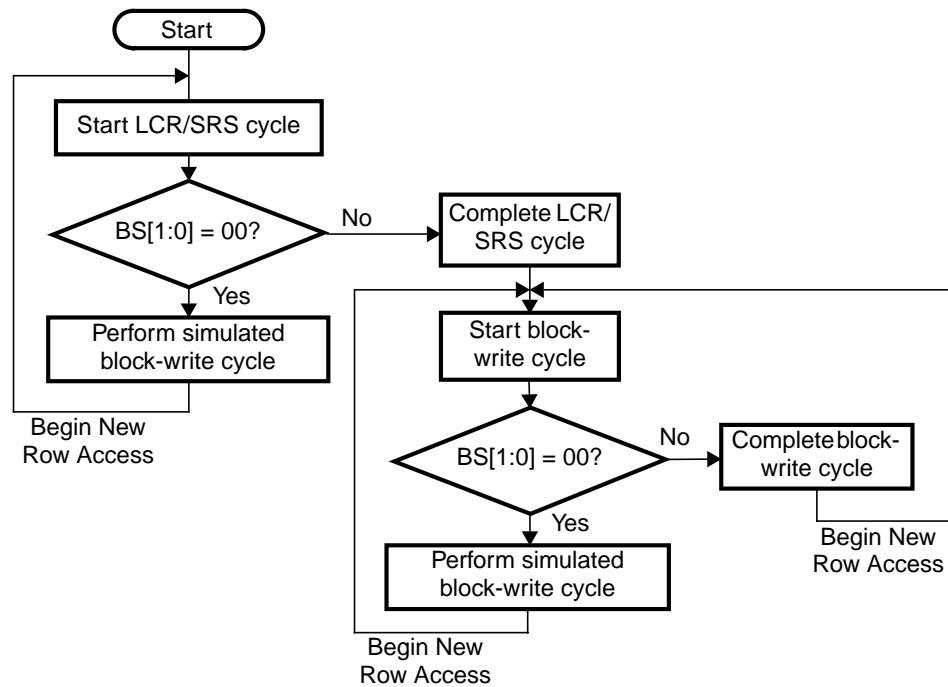 Start
Start LCR/SRS cycle
BS[1:0] = 00?
No
Yes
Perform simulated
block-write cycle
Begin New
Row Access
Complete LCR/
SRS cycle
Start block-
write cycle
BS[1:0] = 00?
No
Yes
Complete block-
write cycle
Begin New
Row Access
Perform simulated
block-write cycle
Begin New
Row Access